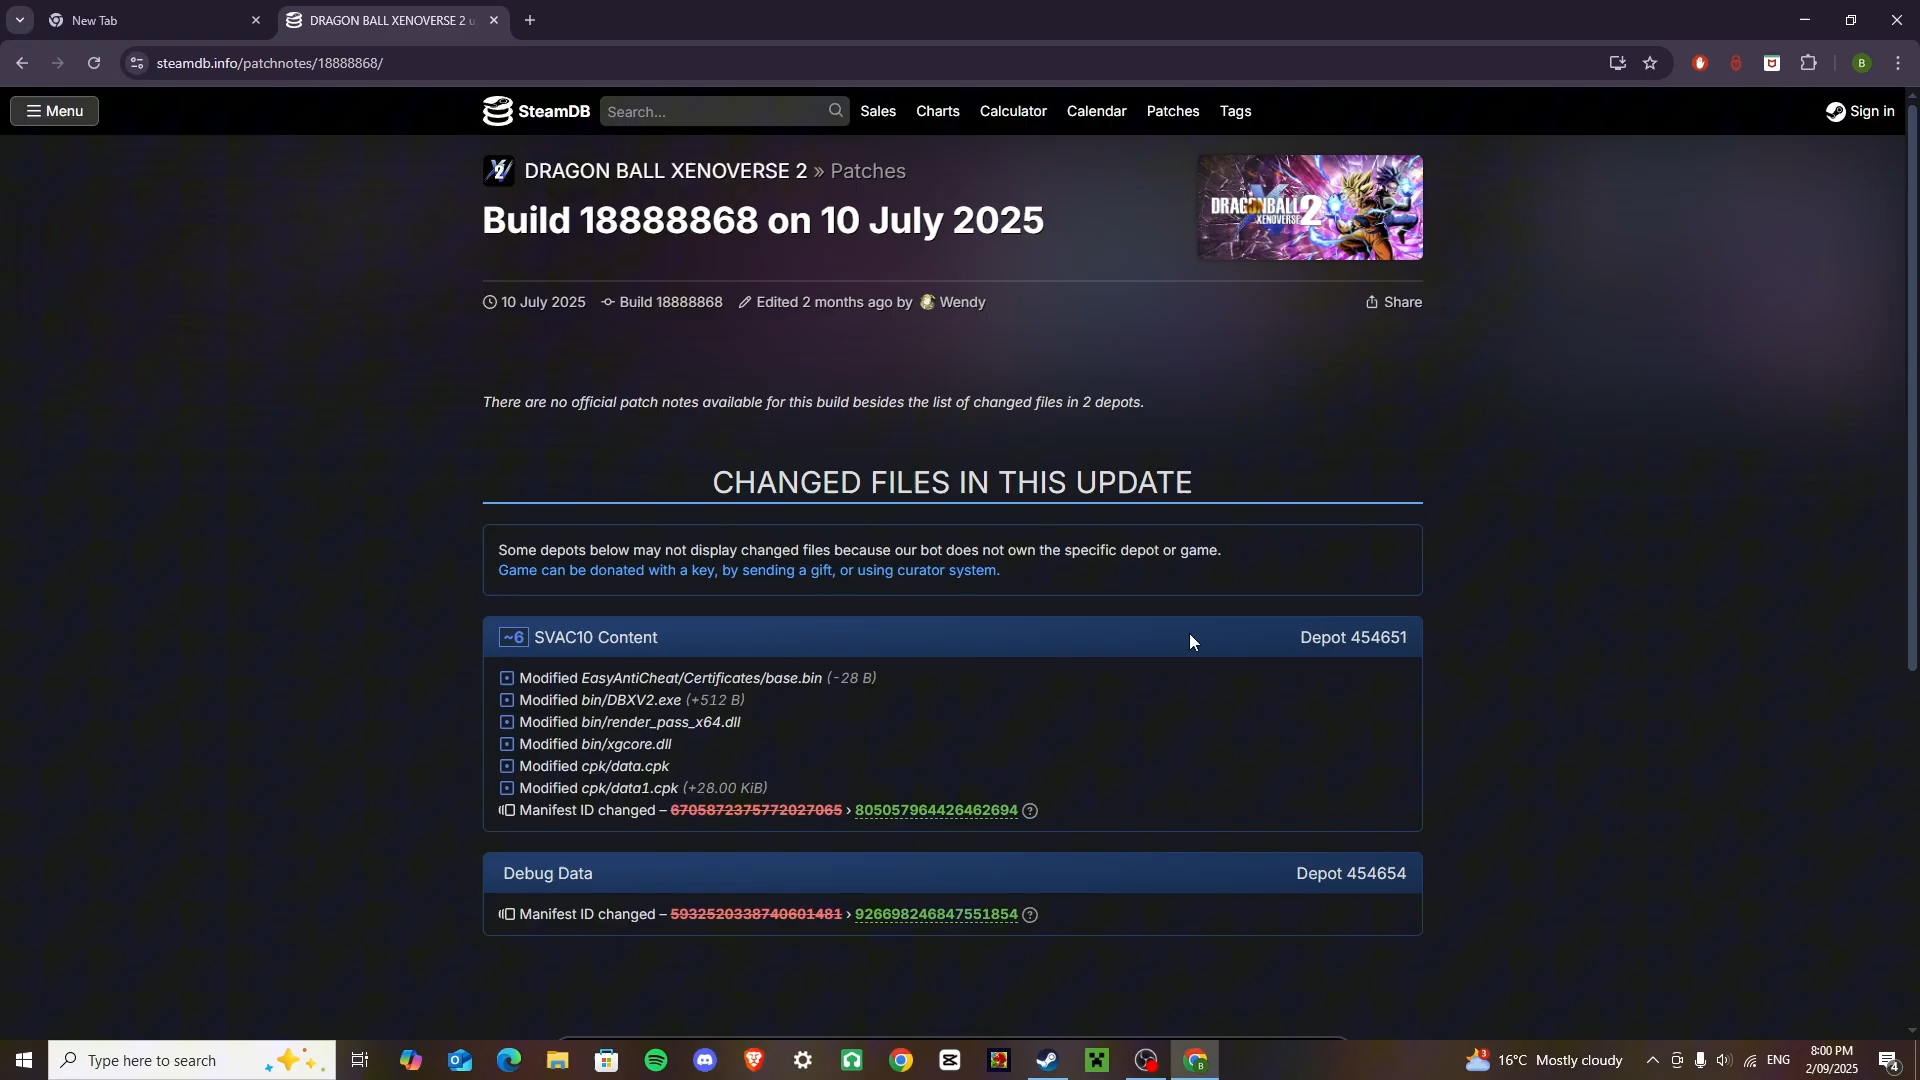 New Tab
DRAGON BALL XENOVERSE 2 u
steamdb.info/patchnotes/18888868/
B
Menu
SteamDB
Search...
Sales
Charts
Calculator
Calendar
Patches
Tags
Sign in
DRAGON BALL XENOVERSE 2 » Patches
DRAGON BALL XENOVERSE 2
Build 18888868 on 10 July 2025
10 July 2025
Build 18888868
Edited 2 months ago by Wendy
Share
There are no official patch notes available for this build besides the list of changed files in 2 depots.
CHANGED FILES IN THIS UPDATE
Some depots below may not display changed files because our bot does not own the specific depot or game.
Game can be donated with a key, by sending a gift, or using curator system.
~6 SVAC10 Content
Depot 454651
Modified EasyAntiCheat/Certificates/base.bin (-28 B)
Modified bin/DBXV2.exe (+512 B)
Modified bin/render_pass_x64.dll
Modified bin/xgcore.dll
Modified cpk/data.cpk
Modified cpk/data1.cpk (+28.00 KiB)
Manifest ID changed – 6705872375772027065 › 805057964426462694
Debug Data
Depot 454654
Manifest ID changed – 5932520338740601481 › 926698246847551854
Type here to search
3
16°C Mostly cloudy
ENG
8:00 PM
2/09/2025
4